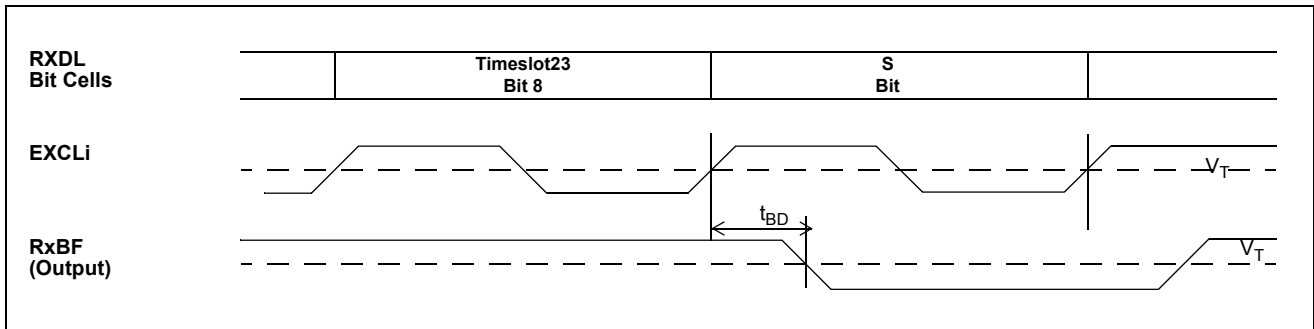 RXDL
Bit Cells
Timeslot23
Bit 8
S
Bit
EXCLi
VT
tBD
RxBF
(Output)
VT